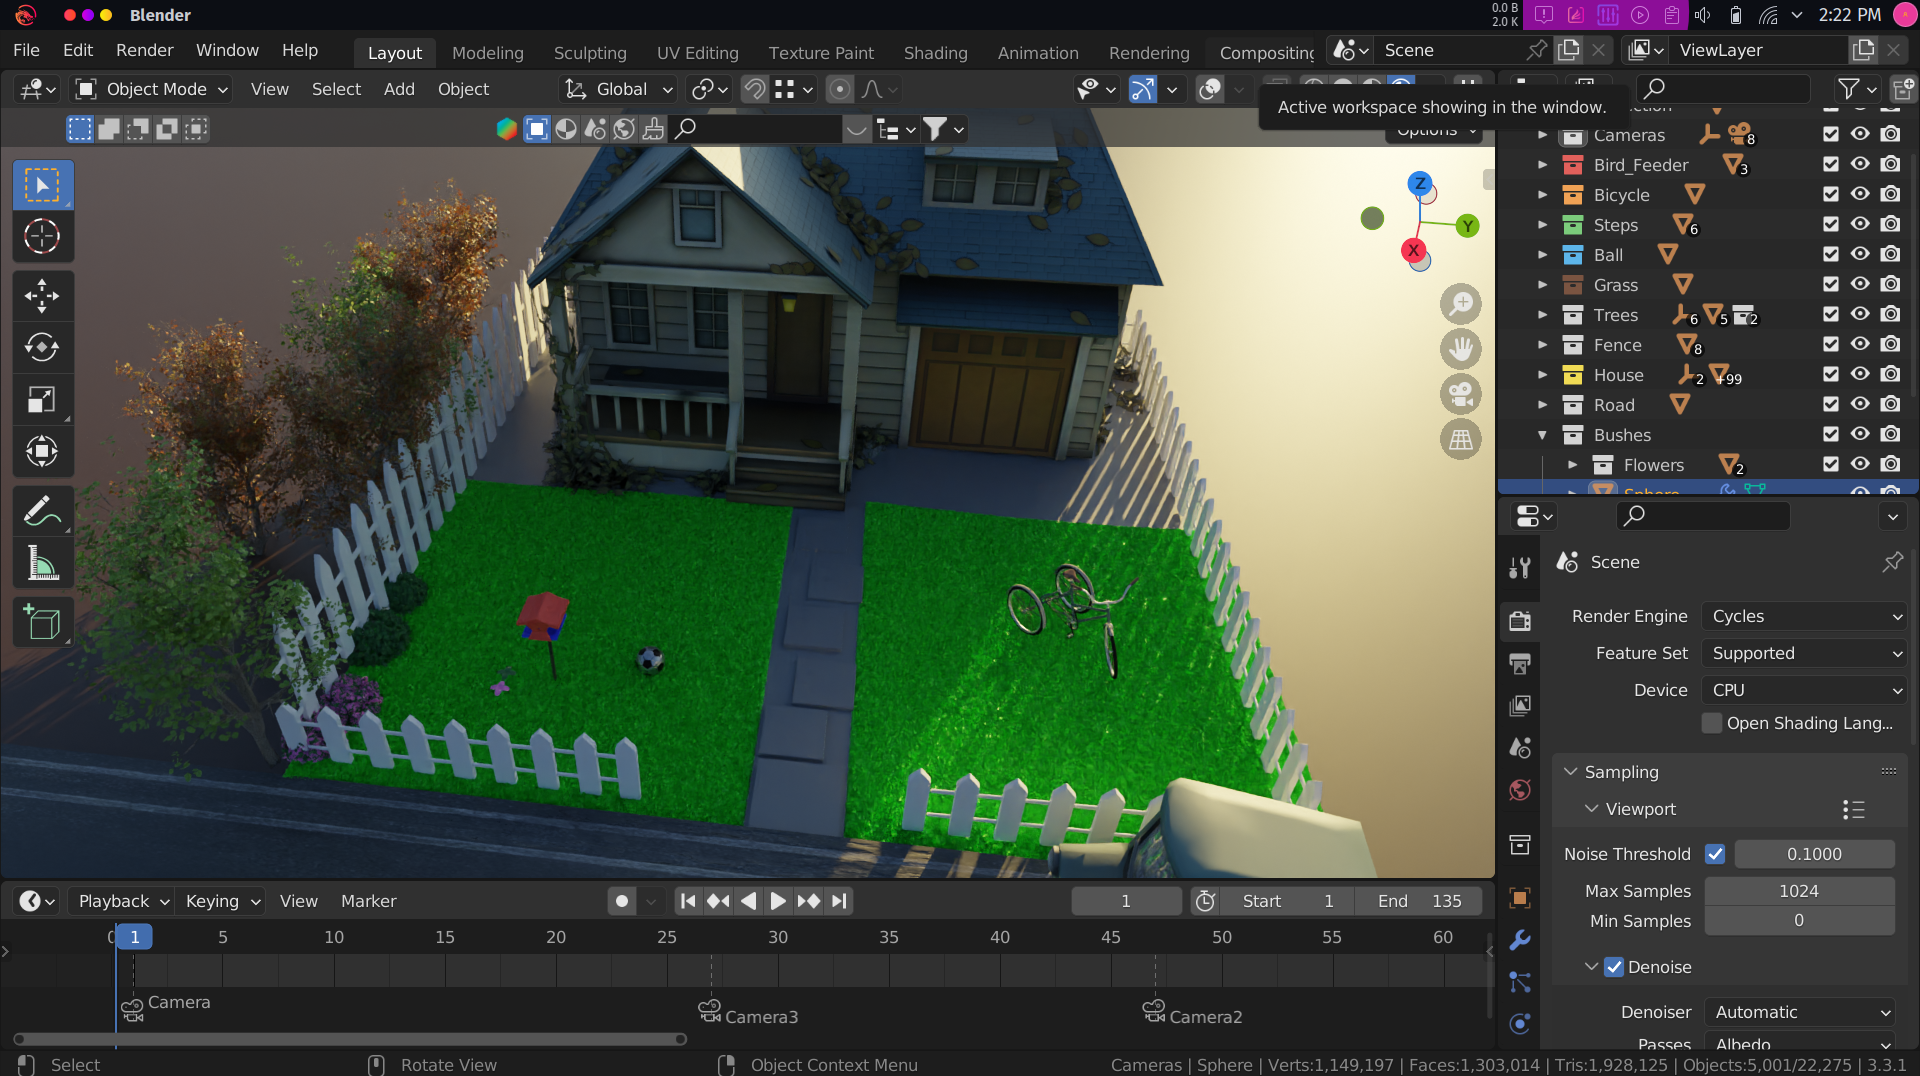 Blender
0.0 B
2.0 K
2:22 PM
File Edit Render Window Help
Layout Modeling Sculpting UV Editing Texture Paint Shading Animation Rendering Compositing
Scene
ViewLayer
Object Mode View Select Add Object
Global
Active workspace showing in the window.
Options
Z
Y
X
Cameras 8
Bird_Feeder 3
Bicycle
Steps 6
Ball
Grass
Trees 6 5 2
Fence 8
House 2 +99
Road
Bushes
Flowers 2
Sphere
Scene
Render Engine Cycles
Feature Set Supported
Device CPU
Open Shading Lang...
Sampling
Viewport
Noise Threshold 0.1000
Max Samples 1024
Min Samples 0
Denoise
Denoiser Automatic
Passes Albedo
Playback Keying View Marker
1
Start 1
End 135
0 1 5 10 15 20 25 30 35 40 45 50 55 60
Camera
Camera3
Camera2
Select
Rotate View
Object Context Menu
Cameras | Sphere | Verts:1,149,197 | Faces:1,303,014 | Tris:1,928,125 | Objects:5,001/22,275 | 3.3.1